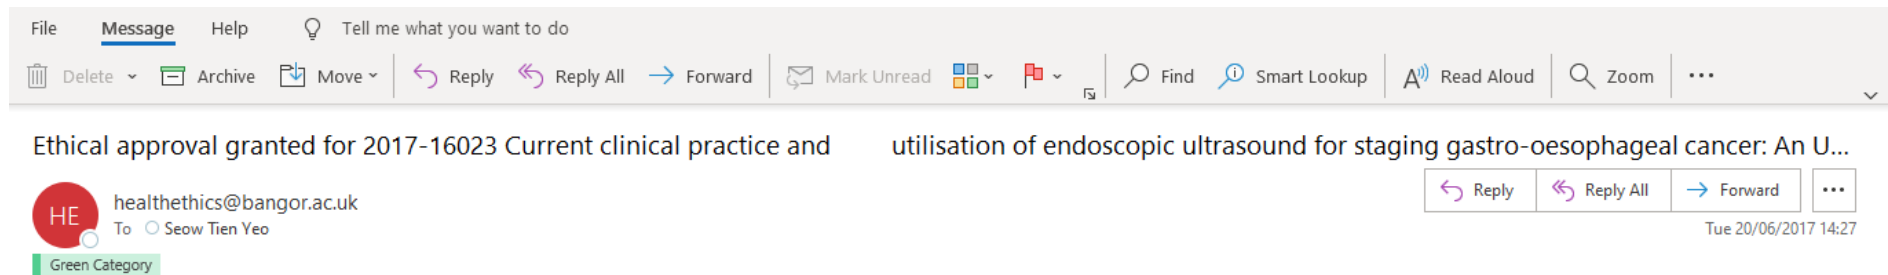 File Message Help Tell me what you want to do
Delete Archive Move Reply Reply All Forward Mark Unread Find Smart Lookup Read Aloud Zoom ...
Ethical approval granted for 2017-16023 Current clinical practice and utilisation of endoscopic ultrasound for staging gastro-oesophageal cancer: An U...
Reply Reply All Forward ...
HE healthethics@bangor.ac.uk
To Seow Tien Yeo Tue 20/06/2017 14:27
Green Category